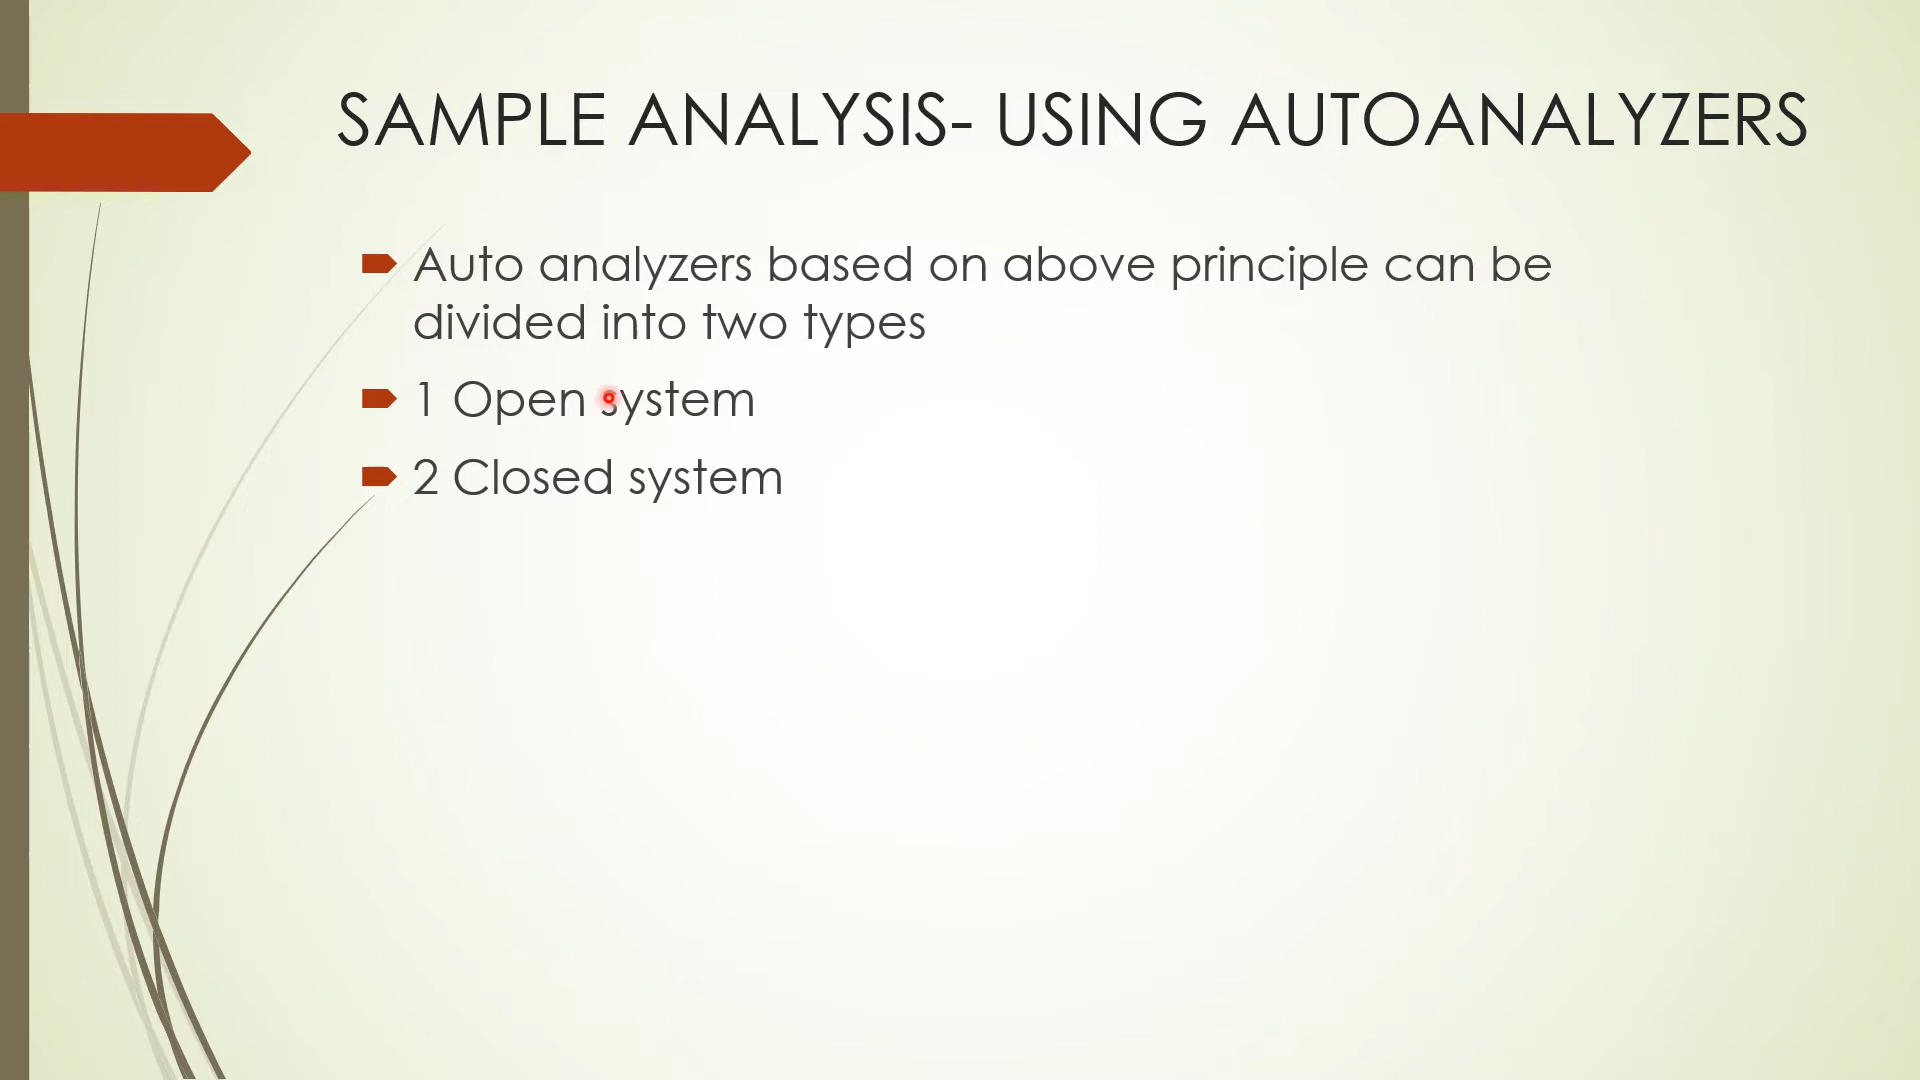 SAMPLE ANALYSIS- USING AUTOANALYZERS
Auto analyzers based on above principle can be
divided into two types
1 Open system
2 Closed system